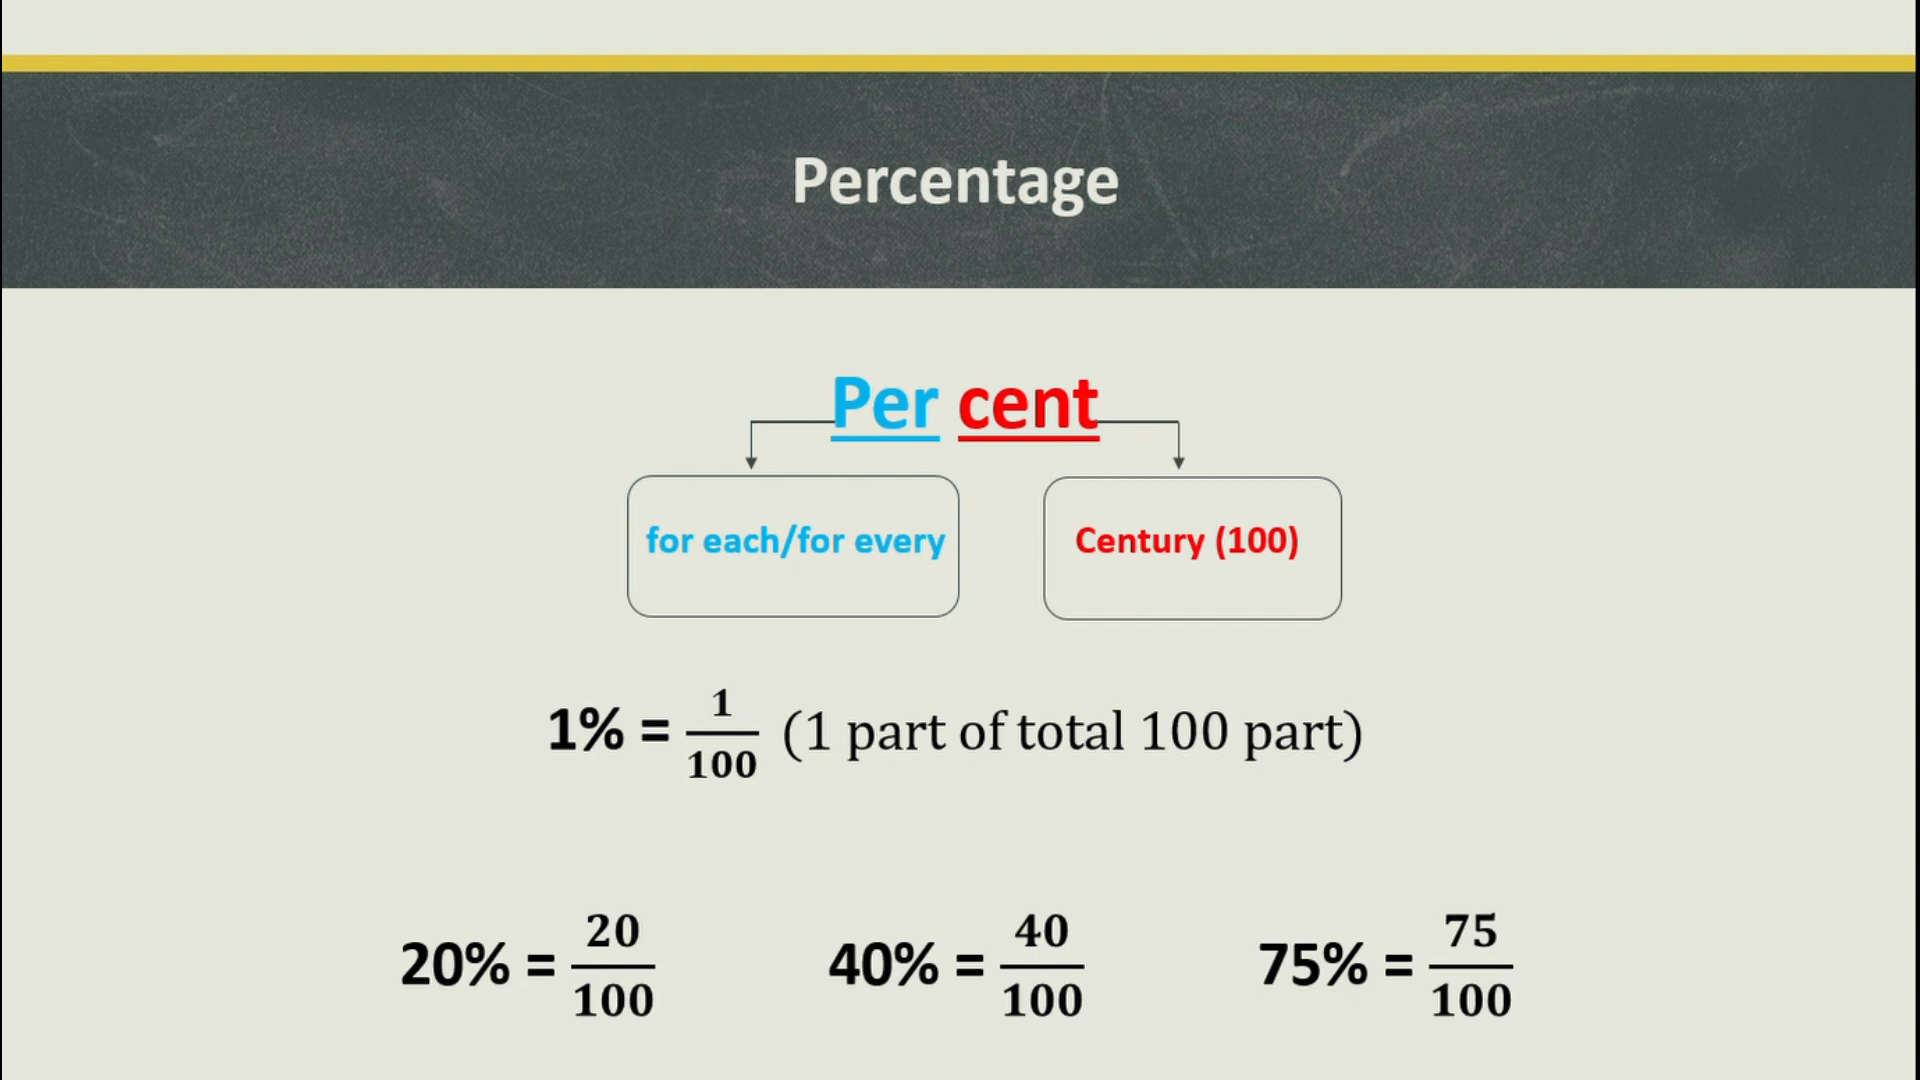 Percentage
Per cent
for each/for every
Century (100)
1% = 1/100 (1 part of total 100 part)
20% = 20/100 40% = 40/100 75% = 75/100